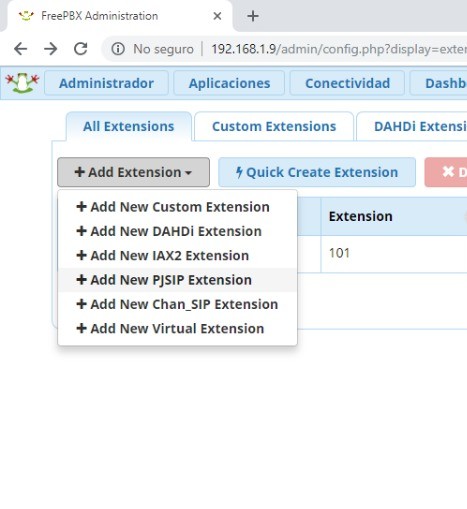 FreePBX Administration
No seguro | 192.168.1.9/admin/config.php?display=exte
Administrador Aplicaciones Conectividad Dashb
All Extensions Custom Extensions DAHDi Extensi
+ Add Extension Quick Create Extension D
+ Add New Custom Extension
Extension
+ Add New DAHDi Extension
+ Add New IAX2 Extension
101
+ Add New PJSIP Extension
+ Add New Chan_SIP Extension
+ Add New Virtual Extension